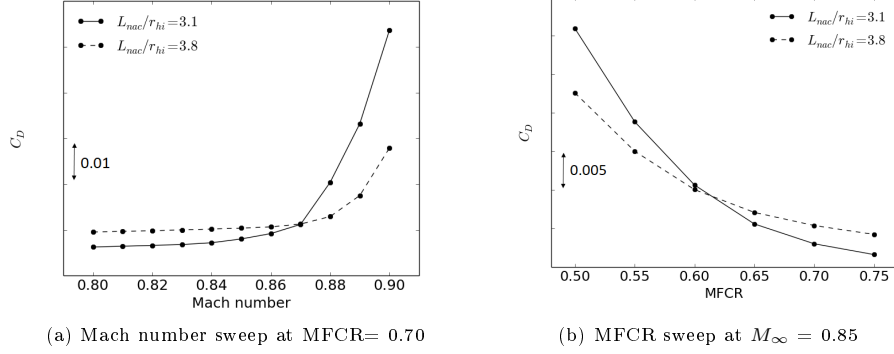 L_nac/r_hi=3.1
L_nac/r_hi=3.8
C_D
0.01
0.80 0.82 0.84 0.86 0.88 0.90
Mach number
(a) Mach number sweep at MFCR= 0.70
L_nac/r_hi=3.1
L_nac/r_hi=3.8
C_D
0.005
0.50 0.55 0.60 0.65 0.70 0.75
MFCR
(b) MFCR sweep at M_∞ = 0.85